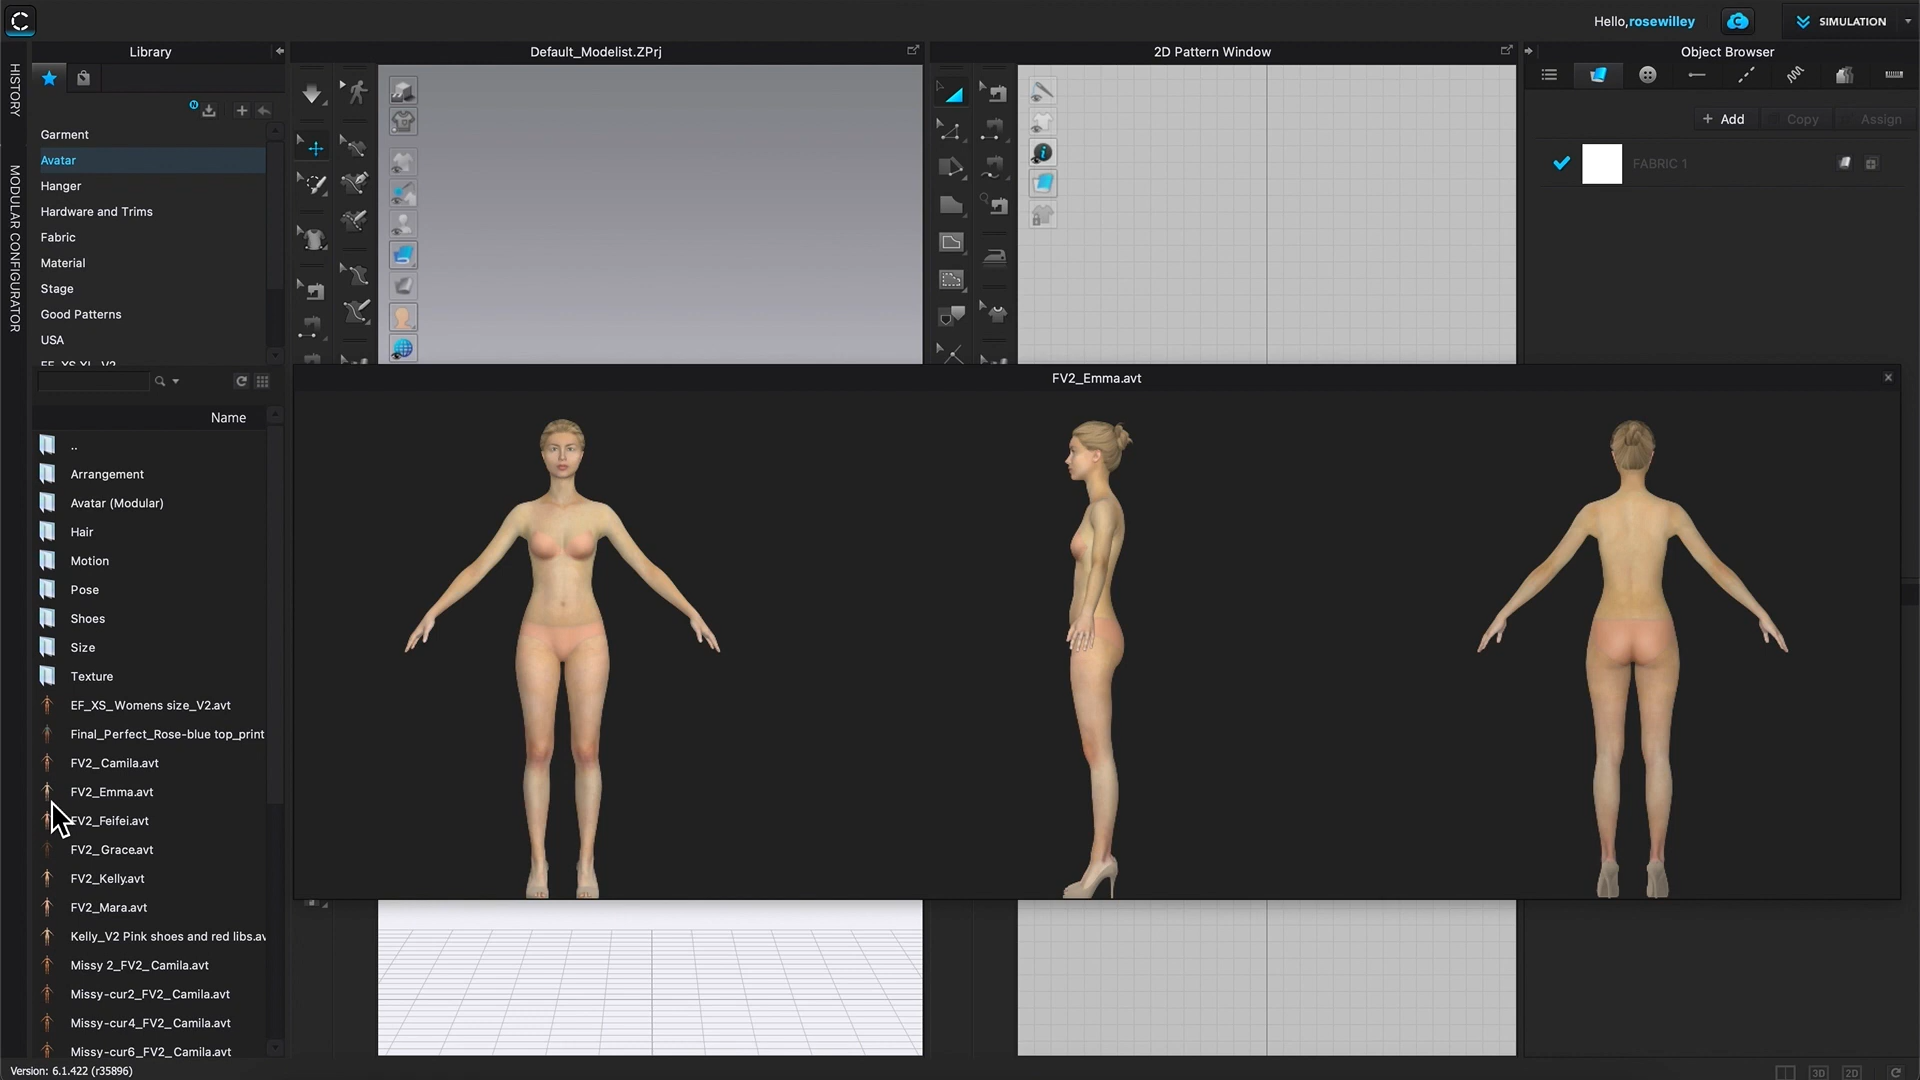 Hello,rosewilley
SIMULATION
Library
Default_Modelist.ZPrj
2D Pattern Window
Object Browser
HISTORY
MODULAR CONFIGURATOR
Garment
Avatar
Hanger
Hardware and Trims
Fabric
Material
Stage
Good Patterns
USA
EF_XS XL_V2
+ Add
Copy
Assign
FABRIC 1
Name
..
Arrangement
Avatar (Modular)
Hair
Motion
Pose
Shoes
Size
Texture
EF_XS_Womens size_V2.avt
Final_Perfect_Rose-blue top_print
FV2_Camila.avt
FV2_Emma.avt
FV2_Feifei.avt
FV2_Grace.avt
FV2_Kelly.avt
FV2_Mara.avt
Kelly_V2 Pink shoes and red libs.av
Missy 2_FV2_Camila.avt
Missy-cur2_FV2_Camila.avt
Missy-cur4_FV2_Camila.avt
Missy-cur6_FV2_Camila.avt
FV2_Emma.avt
Version: 6.1.422 (r35896)
3D
2D